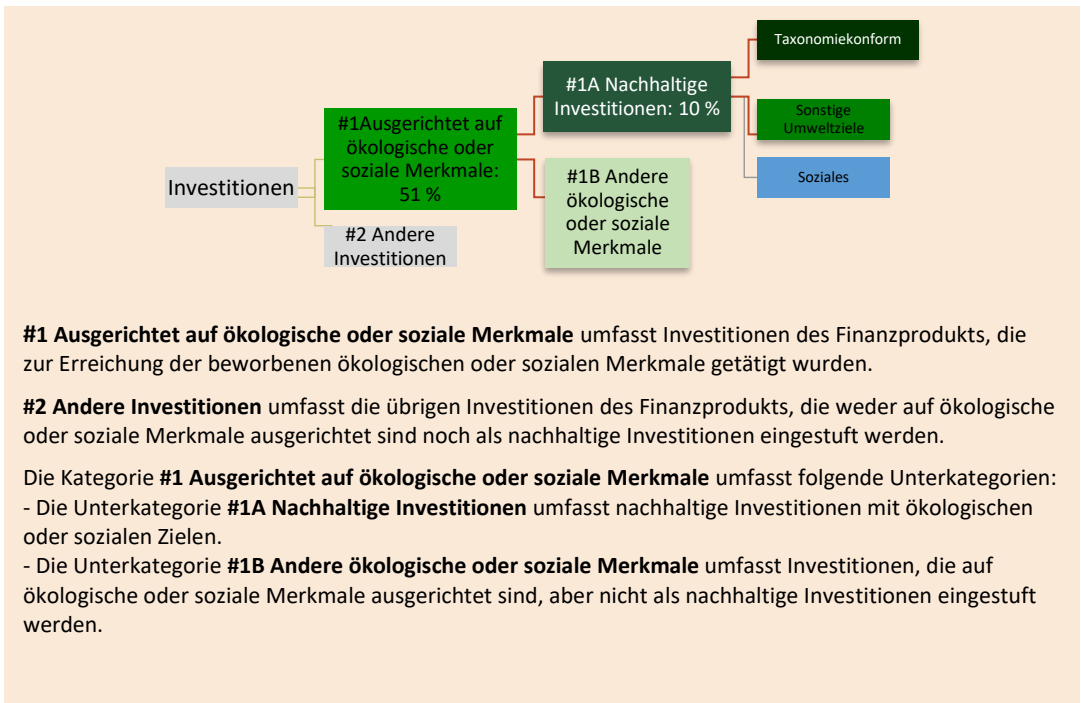 Taxonomiekonform
#1A Nachhaltige
Investitionen: 10 %
Sonstige
Umweltziele
#1Ausgerichtet auf
ökologische oder
soziale Merkmale:
51 %
Investitionen
#1B Andere
ökologische
oder soziale
Merkmale
Soziales
#2 Andere
Investitionen
#1 Ausgerichtet auf ökologische oder soziale Merkmale umfasst Investitionen des Finanzprodukts, die
zur Erreichung der beworbenen ökologischen oder sozialen Merkmale getätigt wurden.
#2 Andere Investitionen umfasst die übrigen Investitionen des Finanzprodukts, die weder auf ökologische
oder soziale Merkmale ausgerichtet sind noch als nachhaltige Investitionen eingestuft werden.
Die Kategorie #1 Ausgerichtet auf ökologische oder soziale Merkmale umfasst folgende Unterkategorien:
- Die Unterkategorie #1A Nachhaltige Investitionen umfasst nachhaltige Investitionen mit ökologischen
oder sozialen Zielen.
- Die Unterkategorie #1B Andere ökologische oder soziale Merkmale umfasst Investitionen, die auf
ökologische oder soziale Merkmale ausgerichtet sind, aber nicht als nachhaltige Investitionen eingestuft
werden.